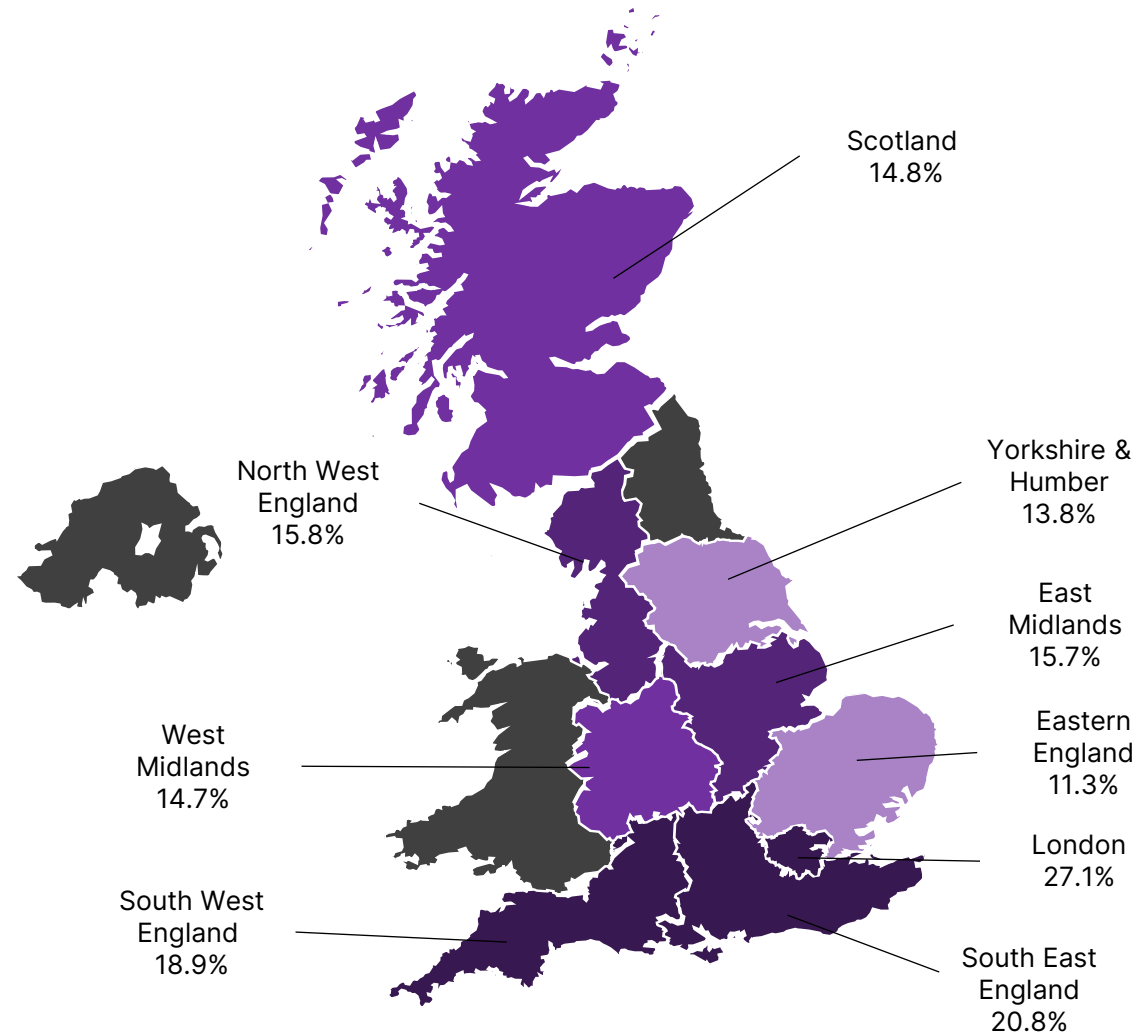 Scotland
14.8%
Yorkshire &
Humber
13.8%
North West
England
15.8%
East
Midlands
15.7%
Eastern
England
11.3%
West
Midlands
14.7%
London
27.1%
South West
England
18.9%
South East
England
20.8%